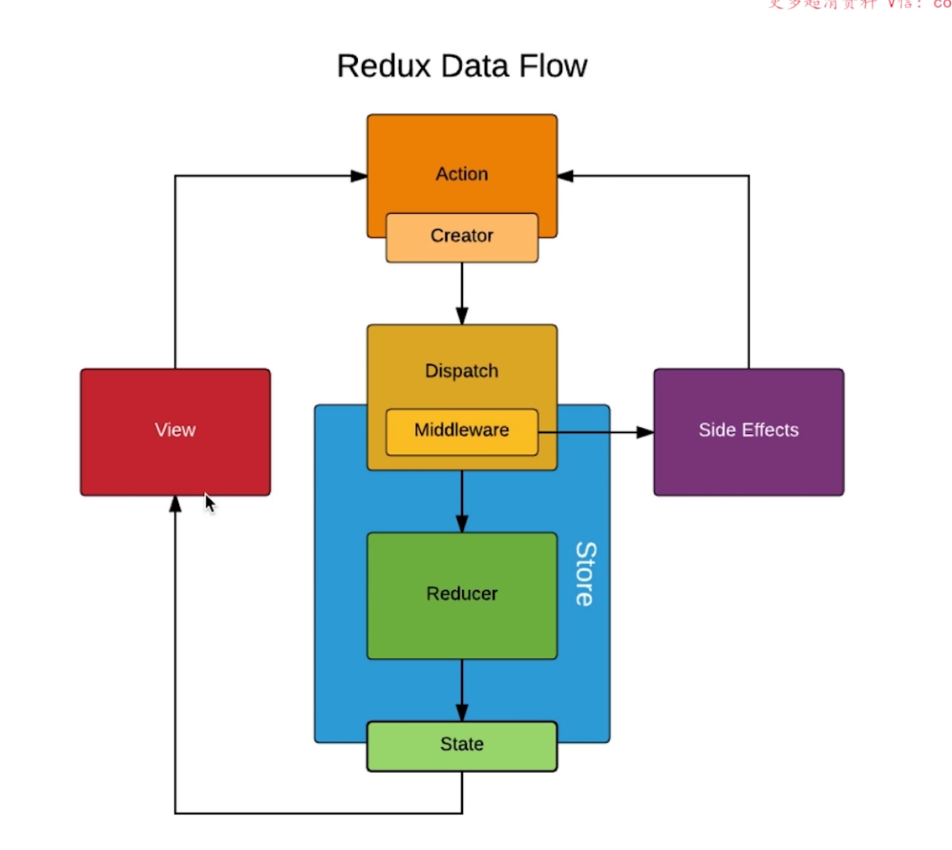 更多超清资料 V信: co
Redux Data Flow
Action
Creator
Dispatch
View
Middleware
Side Effects
Store
Reducer
State